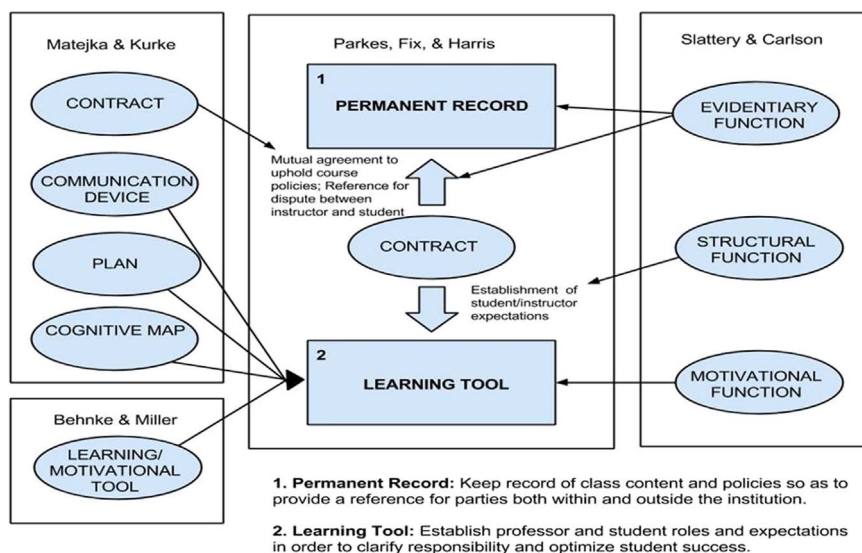 Matejka & Kurke
CONTRACT
COMMUNICATION
DEVICE
PLAN
COGNITIVE MAP
Behnke & Miller
LEARNING/
MOTIVATIONAL
TOOL
Parkes, Fix, & Harris
1
PERMANENT RECORD
Mutual agreement to
uphold course
policies; Reference for
dispute between
instructor and student
CONTRACT
Establishment of
student/instructor
expectations
2
LEARNING TOOL
Slattery & Carlson
EVIDENTIARY
FUNCTION
STRUCTURAL
FUNCTION
MOTIVATIONAL
FUNCTION
1. Permanent Record: Keep record of class content and policies so as to
provide a reference for parties both within and outside the institution.
2. Learning Tool: Establish professor and student roles and expectations
in order to clarify responsibility and optimize student success.